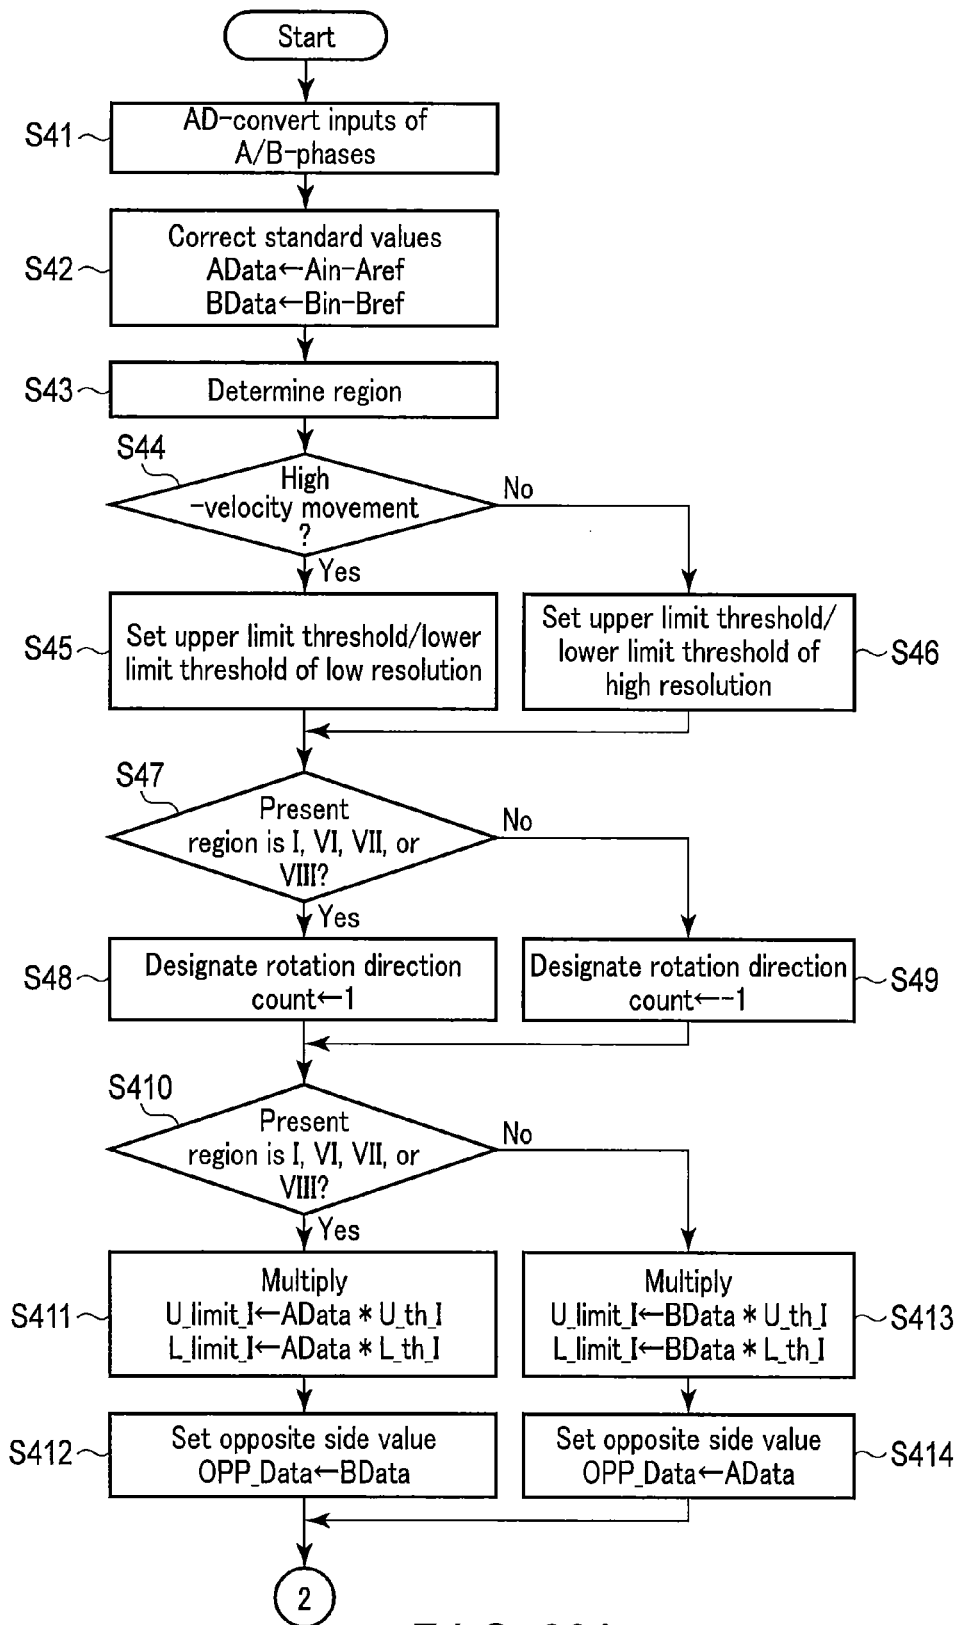 Start
S41
AD-convert inputs of
A/B-phases
S42
Correct standard values
AData←Ain-Aref
BData←Bin-Bref
S43
Determine region
S44
High
-velocity movement
?
No
Yes
S45
Set upper limit threshold/lower
limit threshold of low resolution
Set upper limit threshold/
lower limit threshold of
high resolution
S46
S47
Present
region is I, VI, VII, or
VIII?
No
Yes
S48
Designate rotation direction
count←1
Designate rotation direction
count←-1
S49
S410
Present
region is I, VI, VII, or
VIII?
No
Yes
S411
Multiply
U_limit_I←AData * U_th_I
L_limit_I←AData * L_th_I
Multiply
U_limit_I←BData * U_th_I
L_limit_I←BData * L_th_I
S413
S412
Set opposite side value
OPP_Data←BData
Set opposite side value
OPP_Data←AData
S414
2